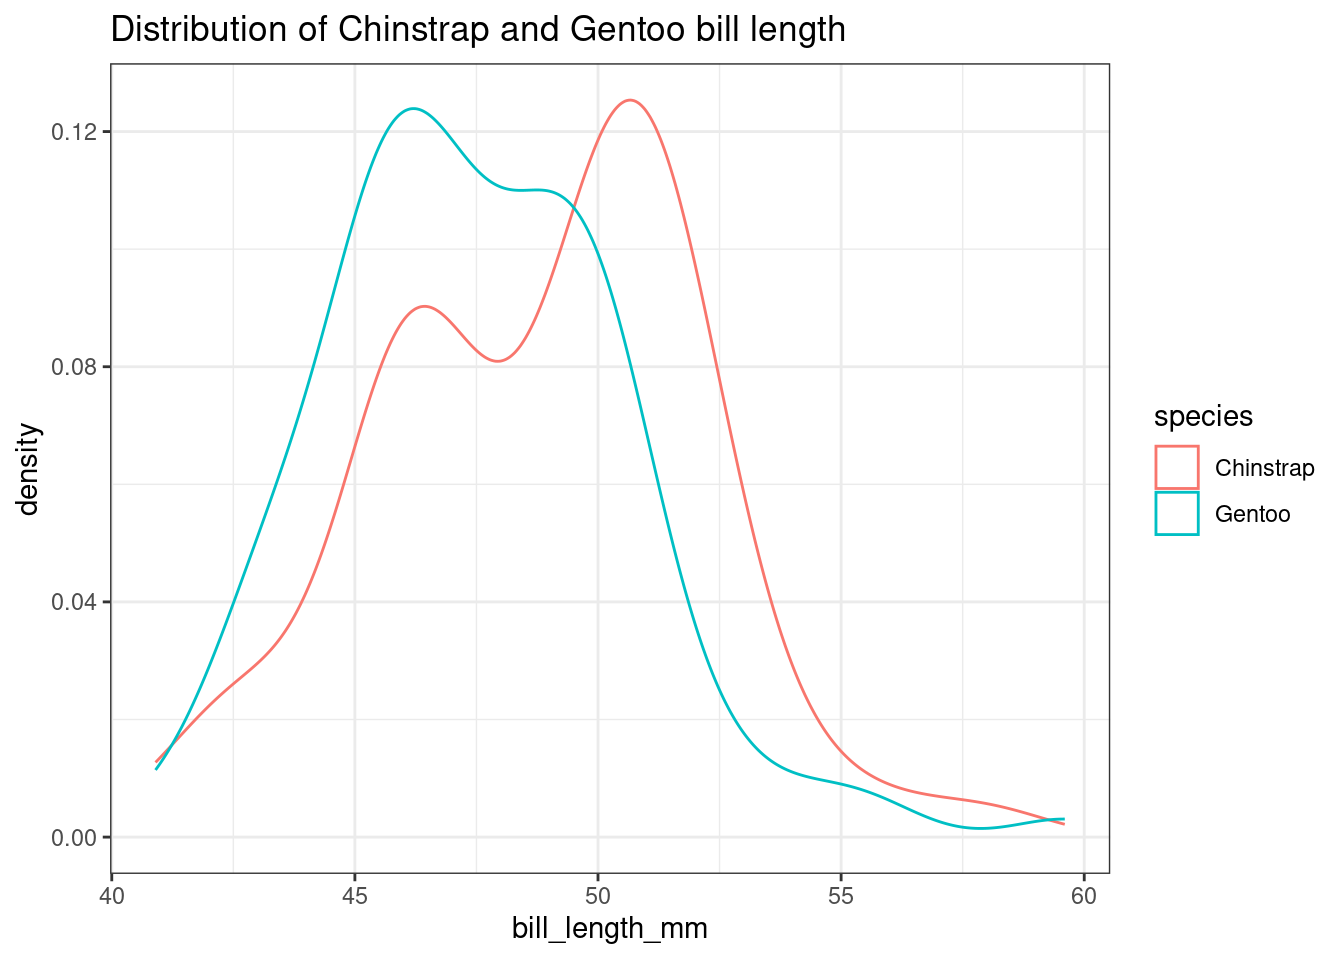 Distribution of Chinstrap and Gentoo bill length
0.12
0.08
0.04
0.00
density
40 45 50 55 60
bill_length_mm
species
Chinstrap
Gentoo